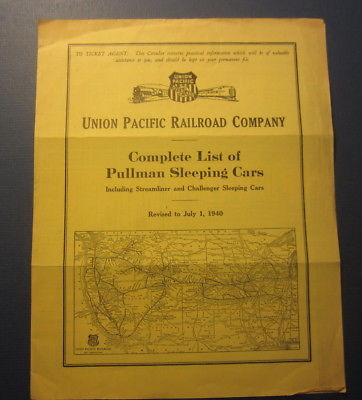 TO TICKET AGENT: This Circular contains practical information which will be of valuable
assistance to you, and should be kept in your permanent file
UNION
PACIFIC
UNION PACIFIC RAILROAD COMPANY
Complete List of
Pullman Sleeping Cars
Including Streamliner and Challenger Sleeping Cars
Revised to July 1, 1940